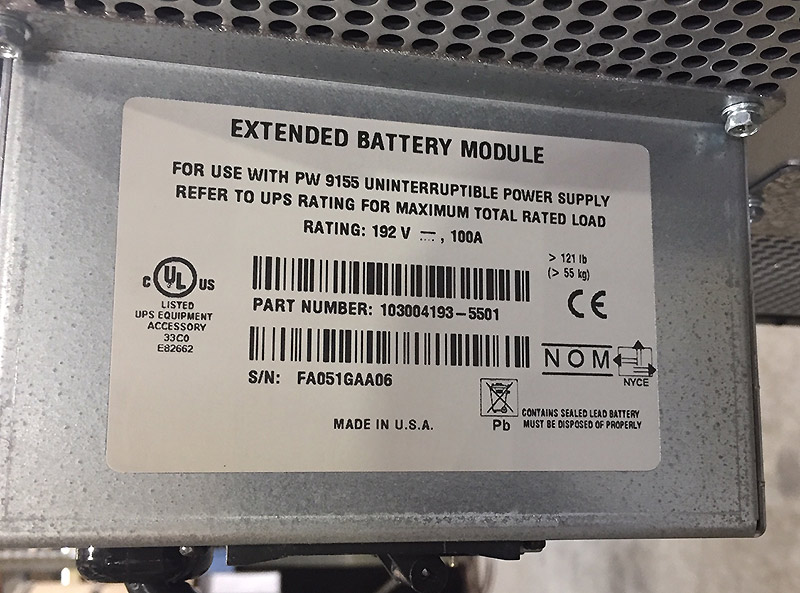 EXTENDED BATTERY MODULE
FOR USE WITH PW 9155 UNINTERRUPTIBLE POWER SUPPLY
REFER TO UPS RATING FOR MAXIMUM TOTAL RATED LOAD
RATING: 192 V ⎓, 100A
> 121 lb
(> 55 kg)
C UL US
LISTED
UPS EQUIPMENT
ACCESSORY
33C0
E82662
CE
PART NUMBER: 103004193-5501
NOM
NYCE
S/N: FA051GAA06
Pb
CONTAINS SEALED LEAD BATTERY
MUST BE DISPOSED OF PROPERLY
MADE IN U.S.A.